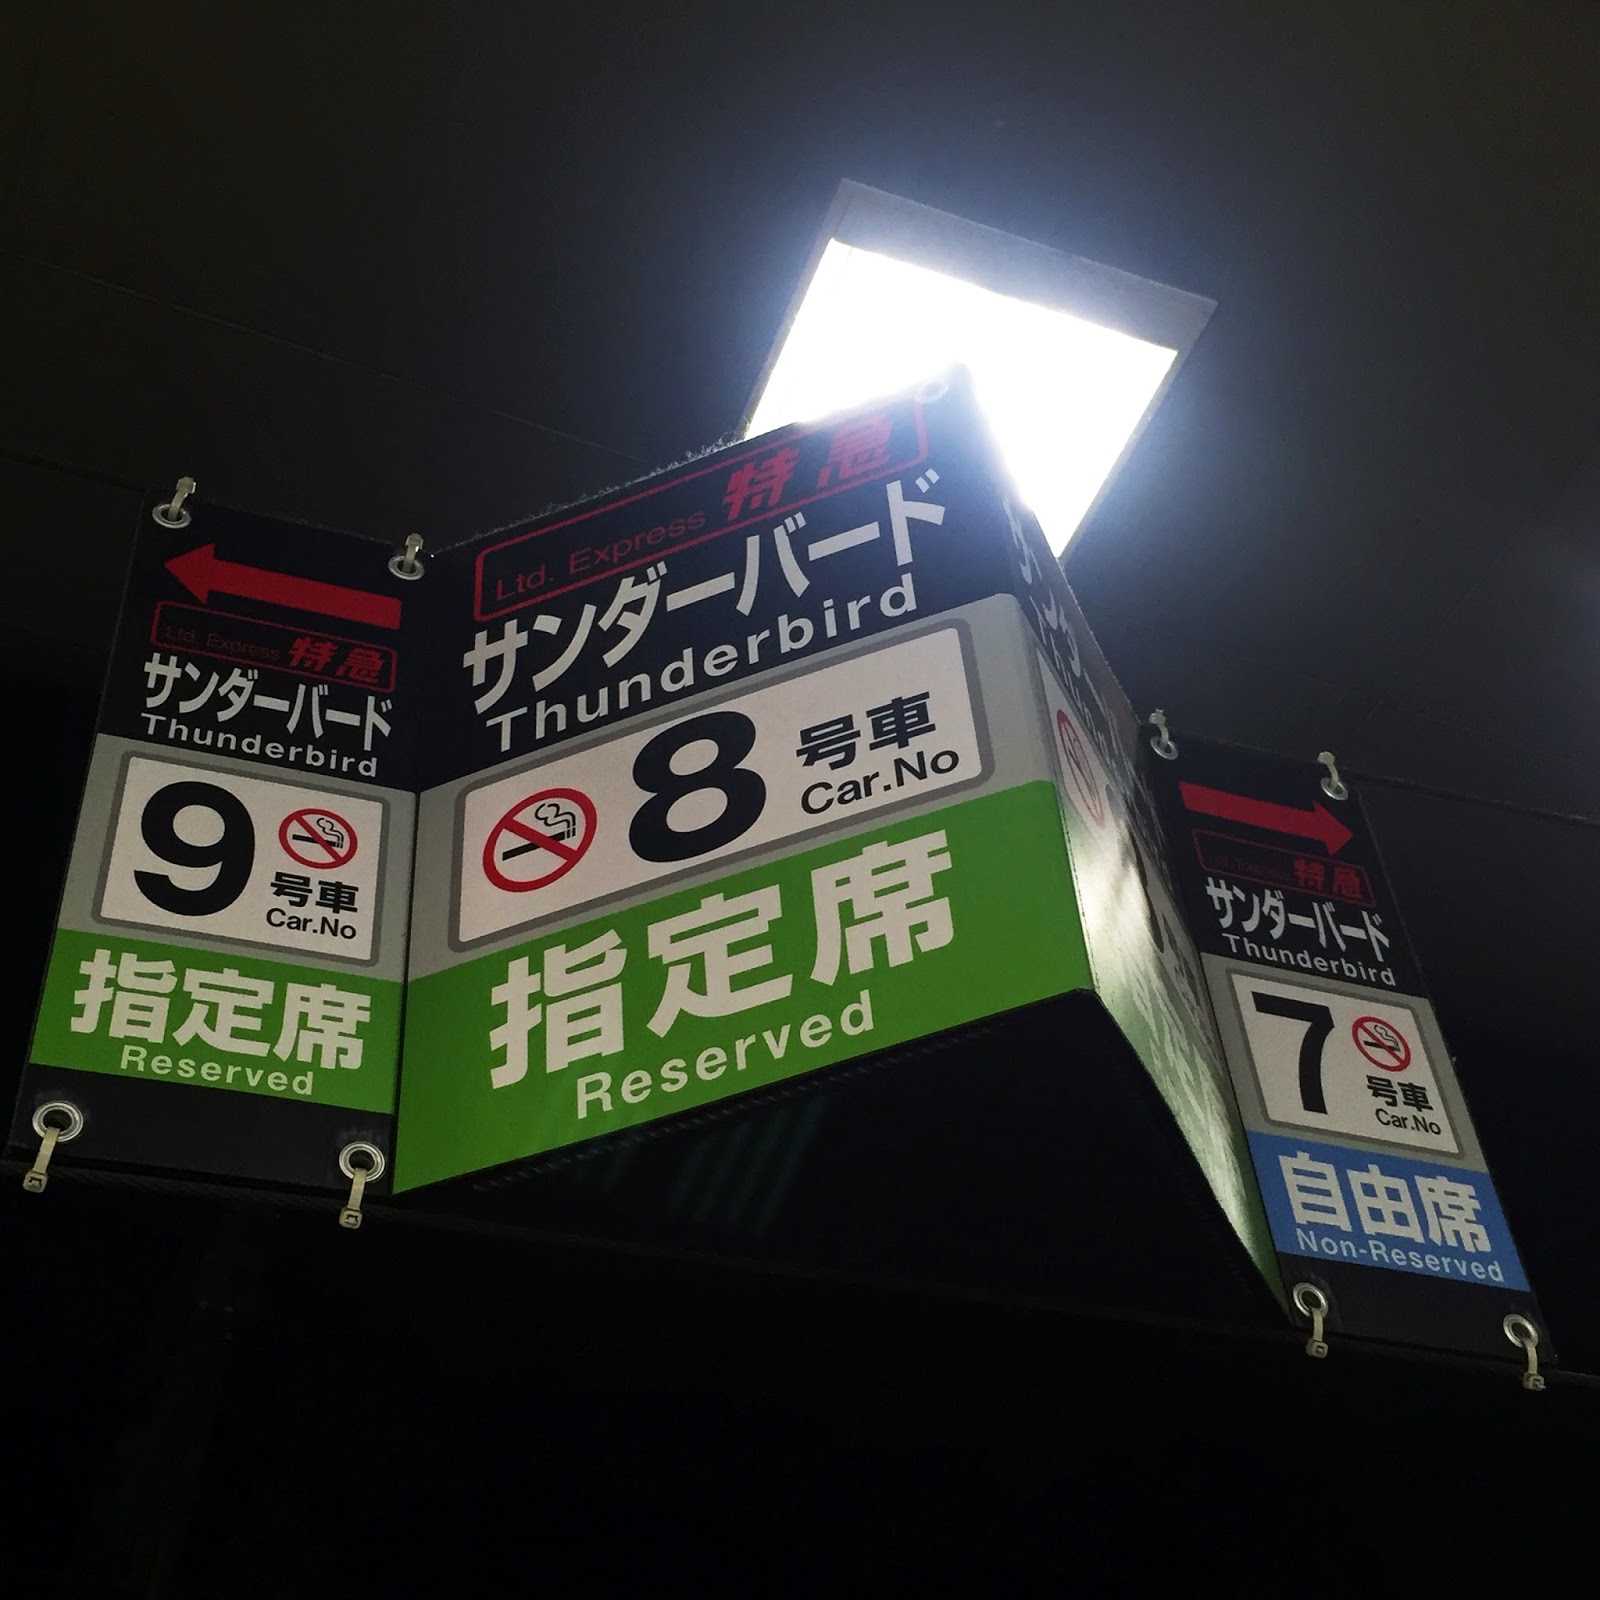 Ltd. Express 特急
サンダーバード
Thunderbird
9
号車
Car.No
指定席
Reserved
Ltd. Express 特急
サンダーバード
Thunderbird
8 号車
Car.No
指定席
Reserved
Ltd. Express 特急
サンダーバード
Thunderbird
7
号車
Car.No
自由席
Non-Reserved